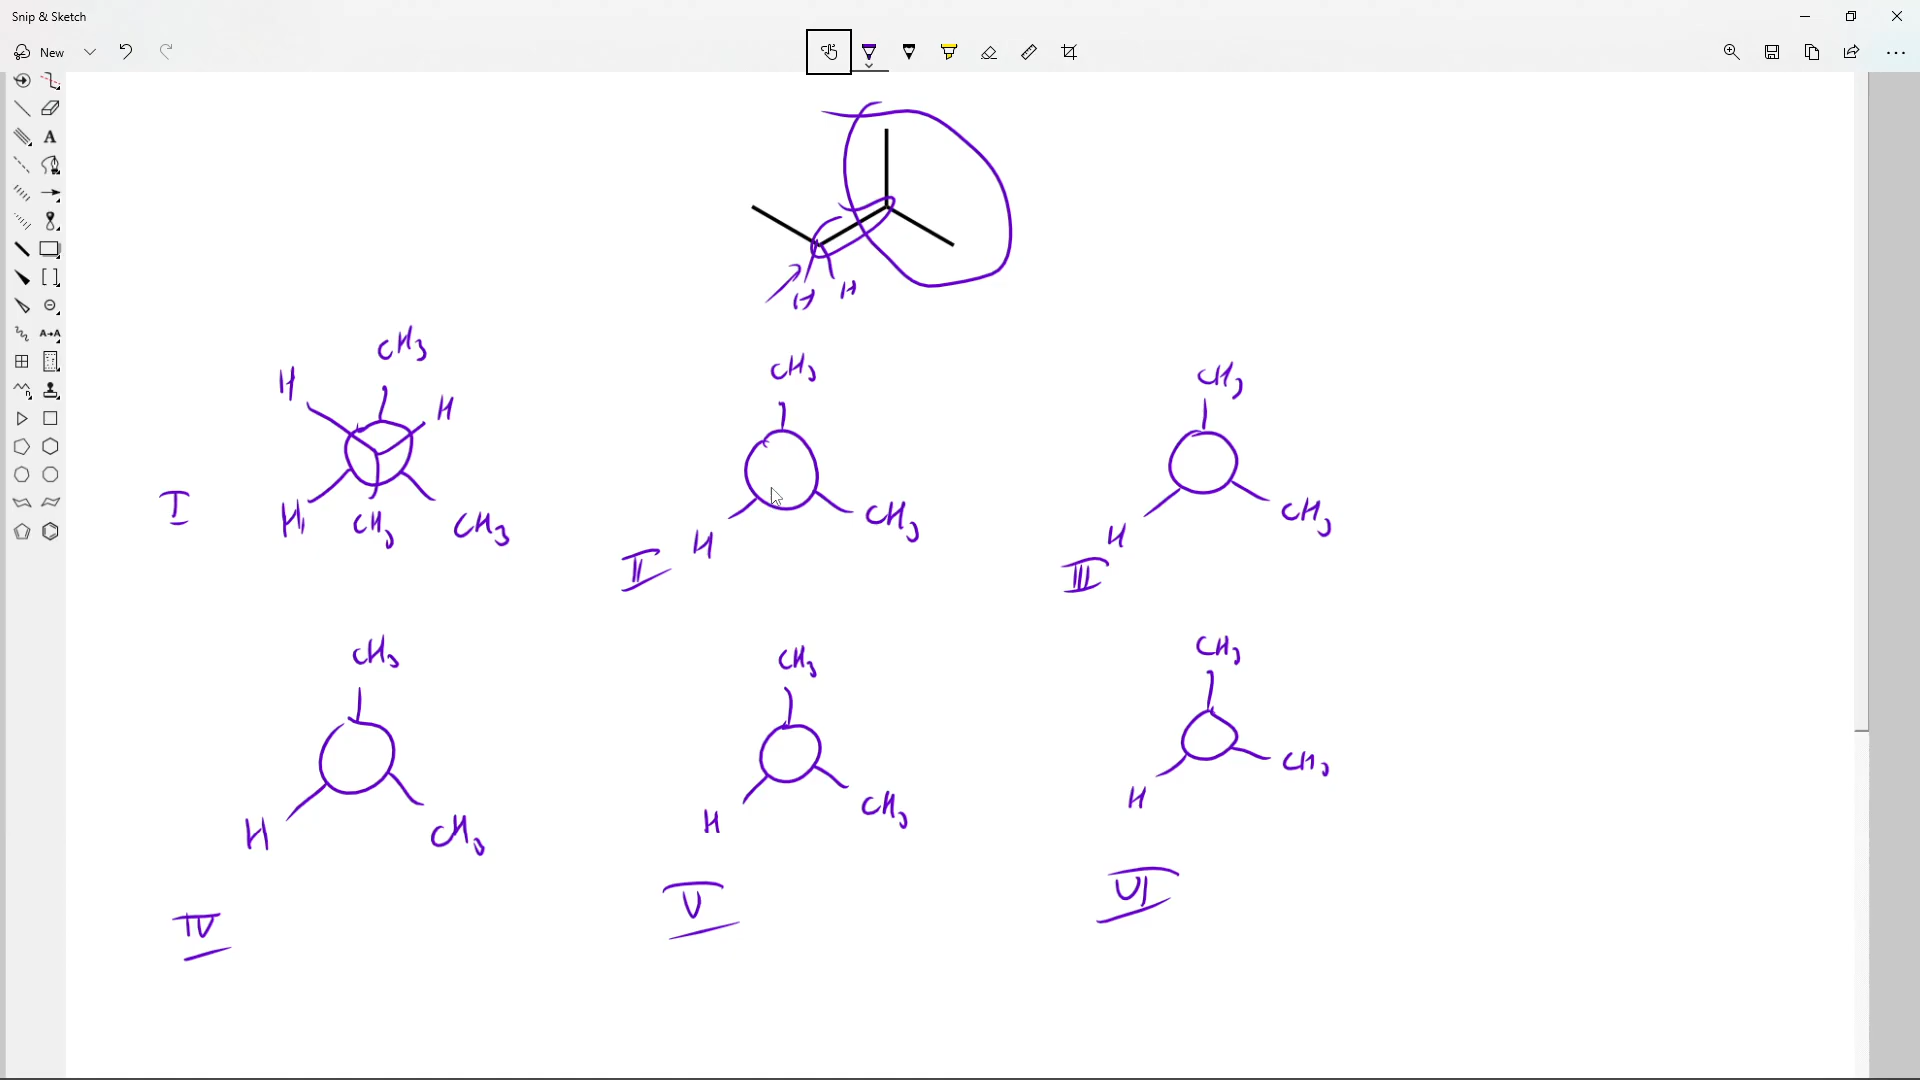 Snip & Sketch
New
A
A→A
H H
CH3
H
H
I
H CH3 CH3
CH3
II H CH3
CH3
III H CH3
CH3
H CH3
IV
CH3
H CH3
V
CH3
H CH3
VI